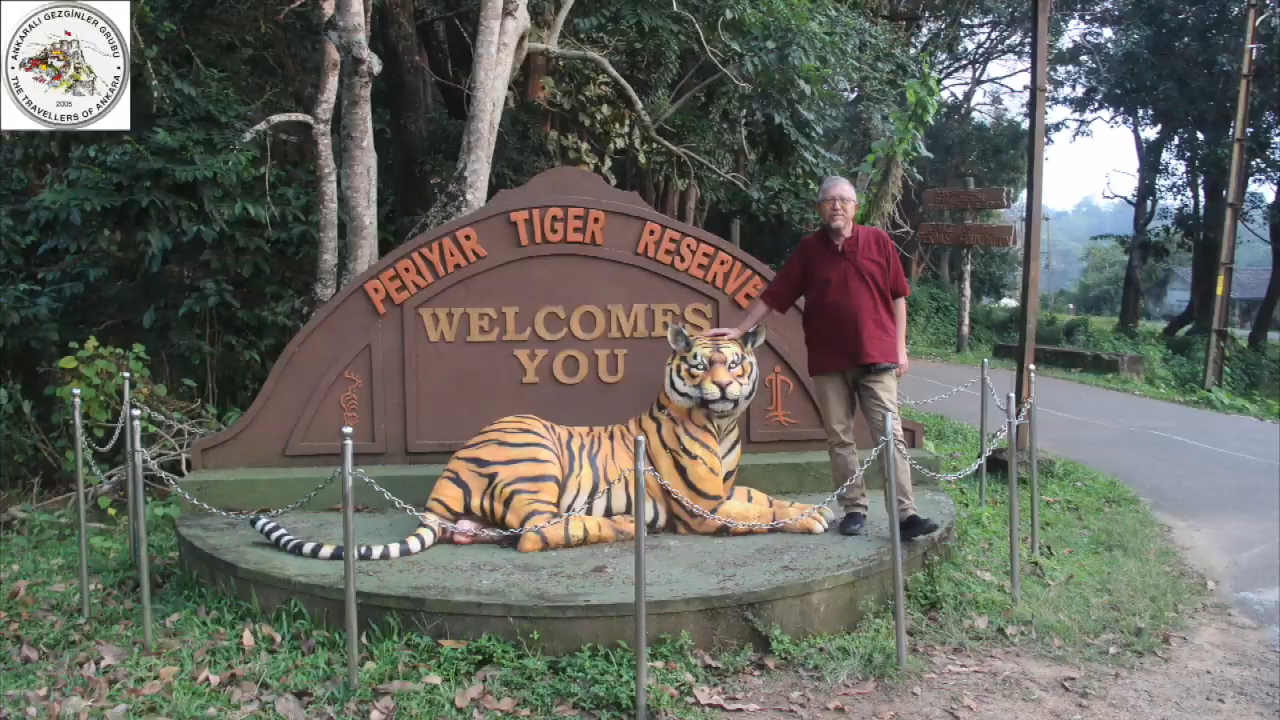 • ANKARALI GEZGİNLER GRUBU •
2005
THE TRAVELLERS OF ANKARA
PERIYAR TIGER RESERVE
WELCOMES
YOU